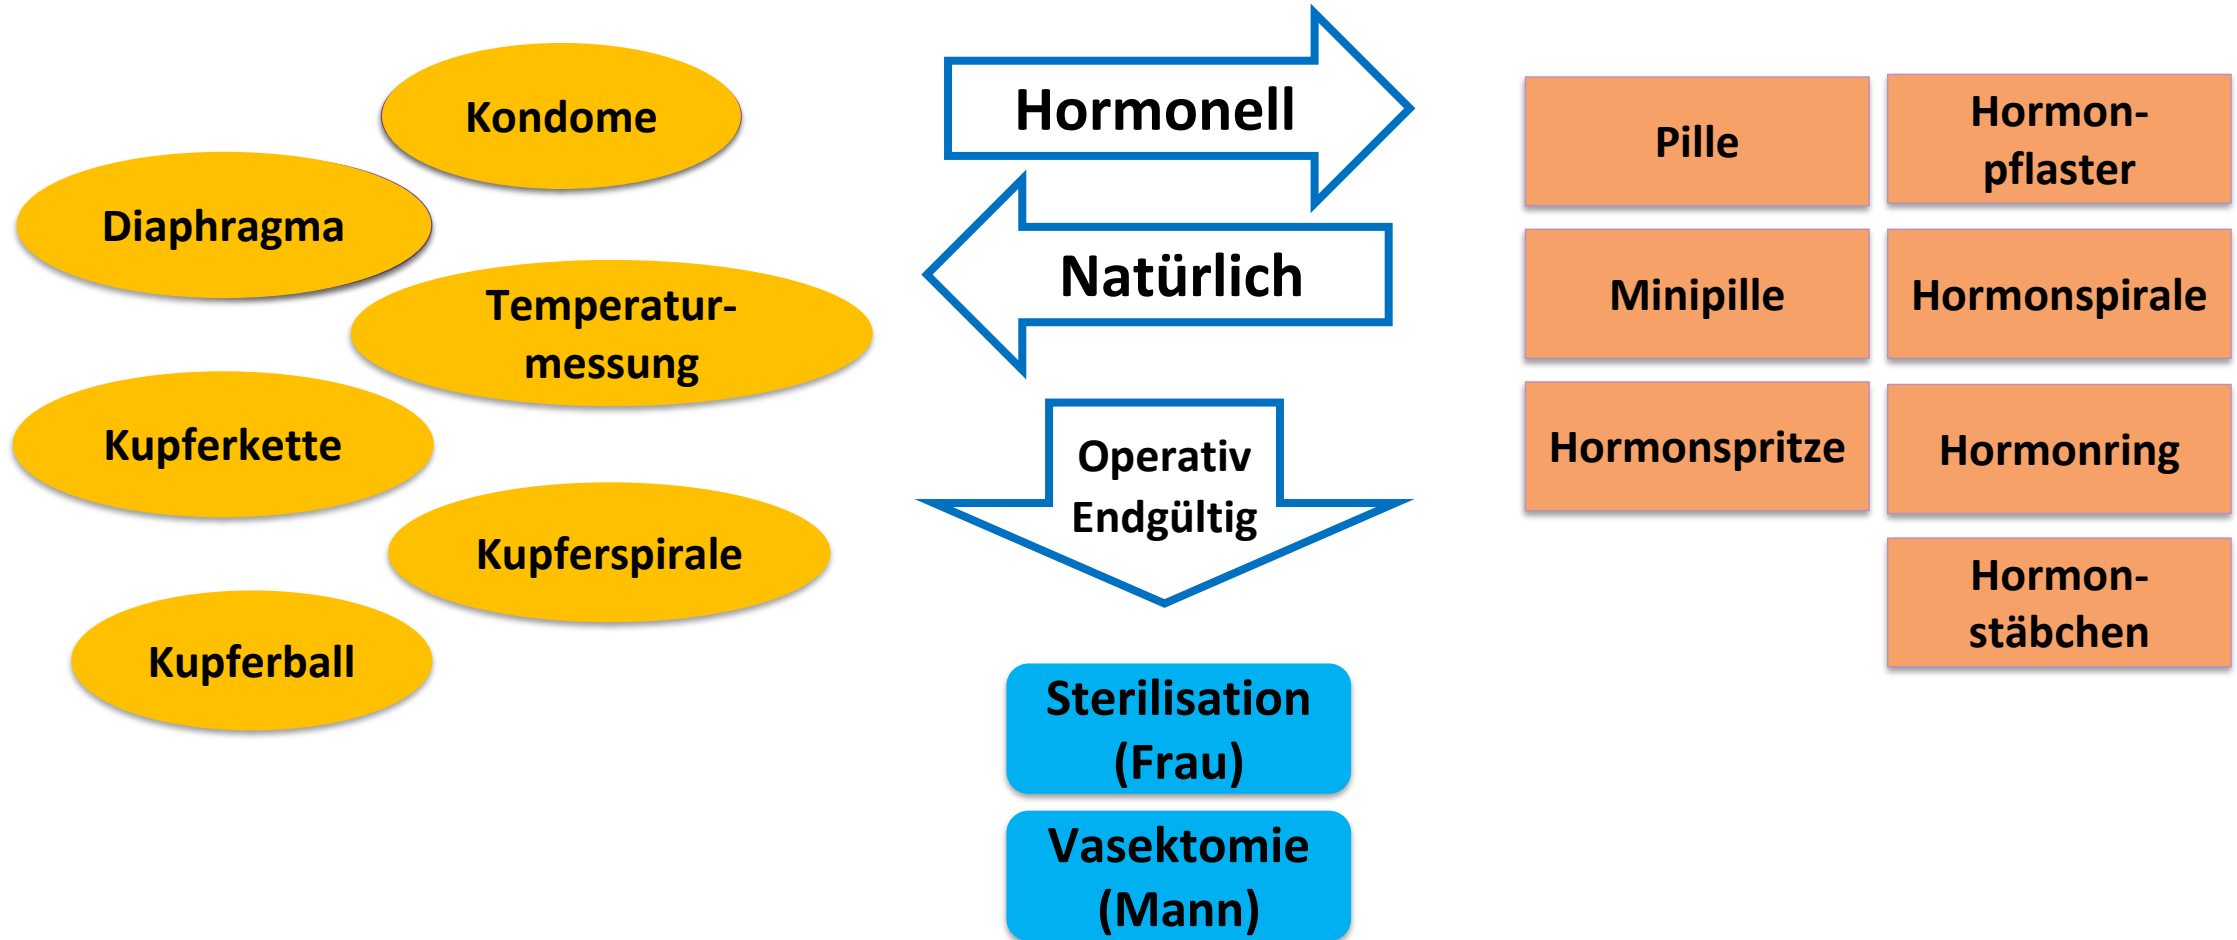 Kondome
Diaphragma
Temperatur-
messung
Kupferkette
Kupferspirale
Kupferball
Hormonell
Natürlich
Operativ
Endgültig
Sterilisation
(Frau)
Vasektomie
(Mann)
Pille
Hormon-
pflaster
Minipille
Hormonspirale
Hormonspritze
Hormonring
Hormon-
stäbchen